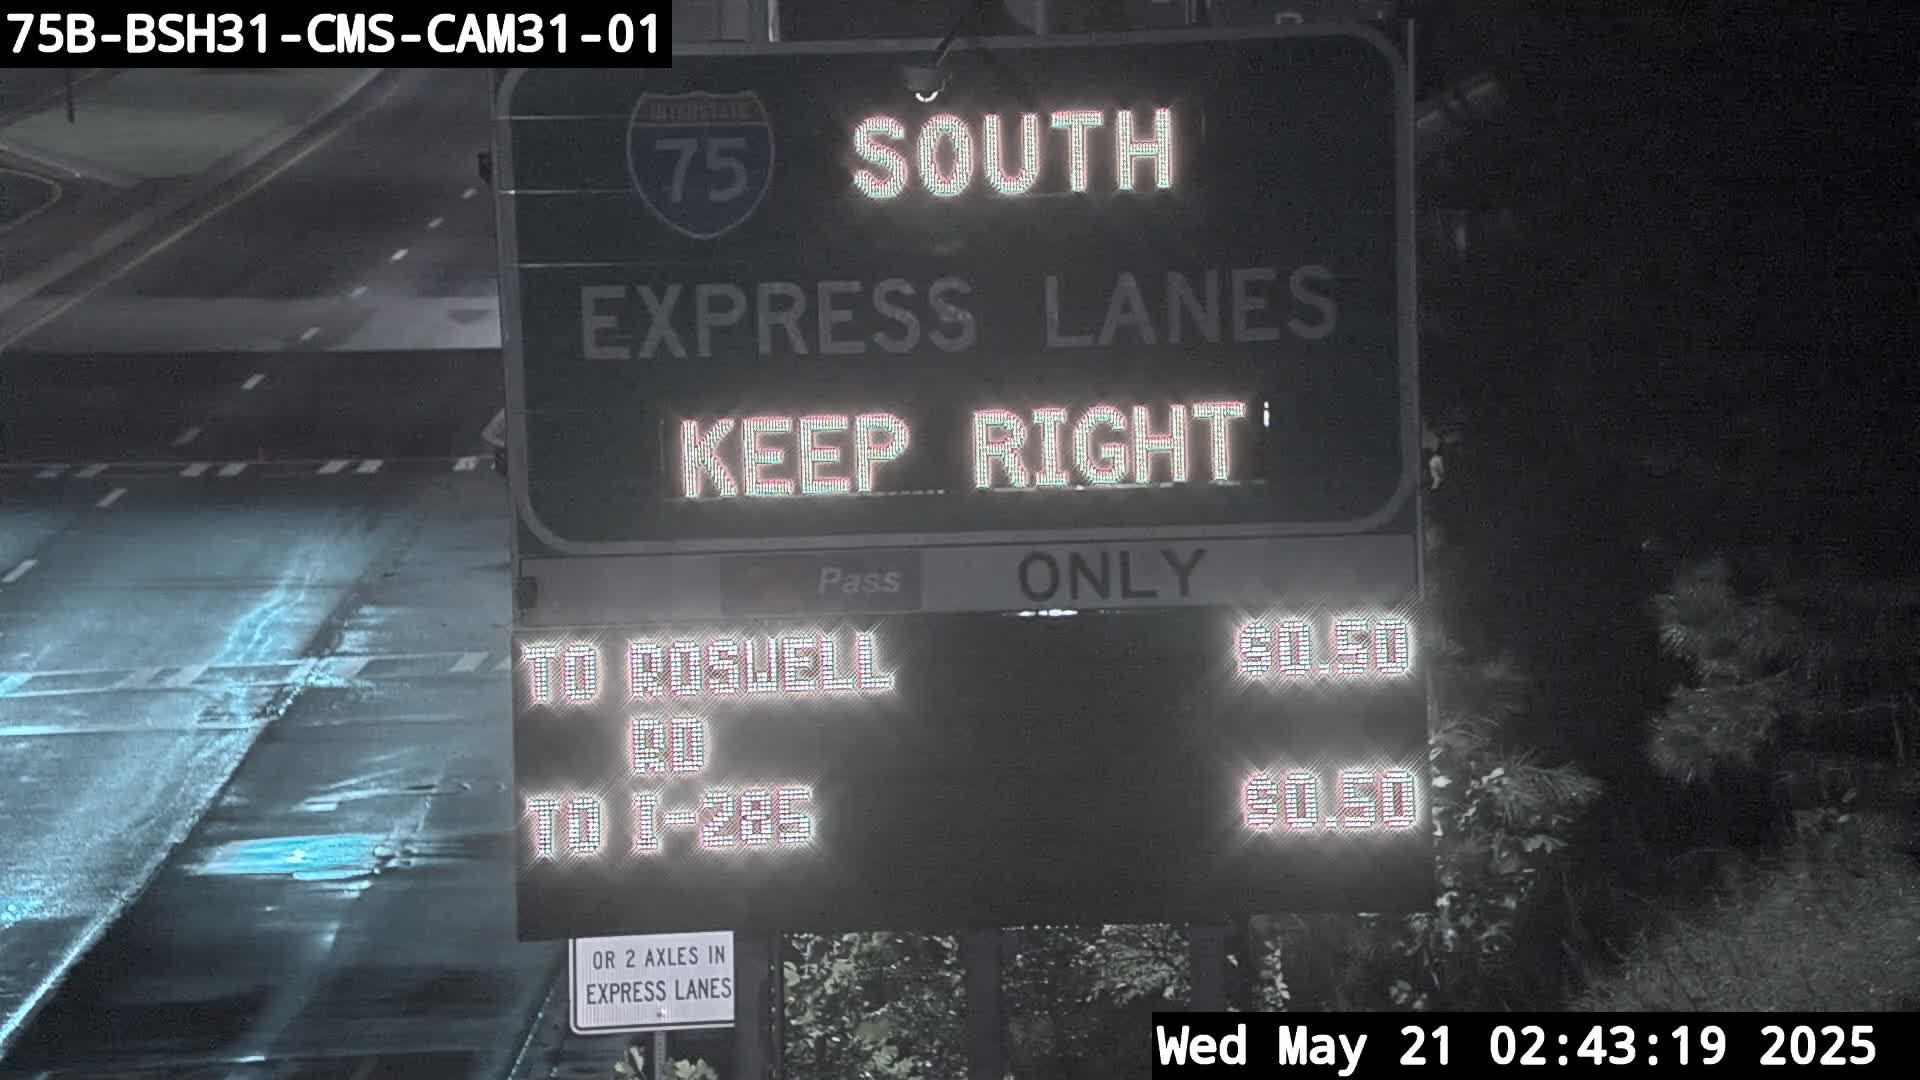 75B-BSH31-CMS-CAM31-01
INTERSTATE
75
SOUTH
EXPRESS LANES
KEEP RIGHT
Pass ONLY
TO ROSWELL $0.50
RD
TO I-285 $0.50
OR 2 AXLES IN
EXPRESS LANES
Wed May 21 02:43:19 2025